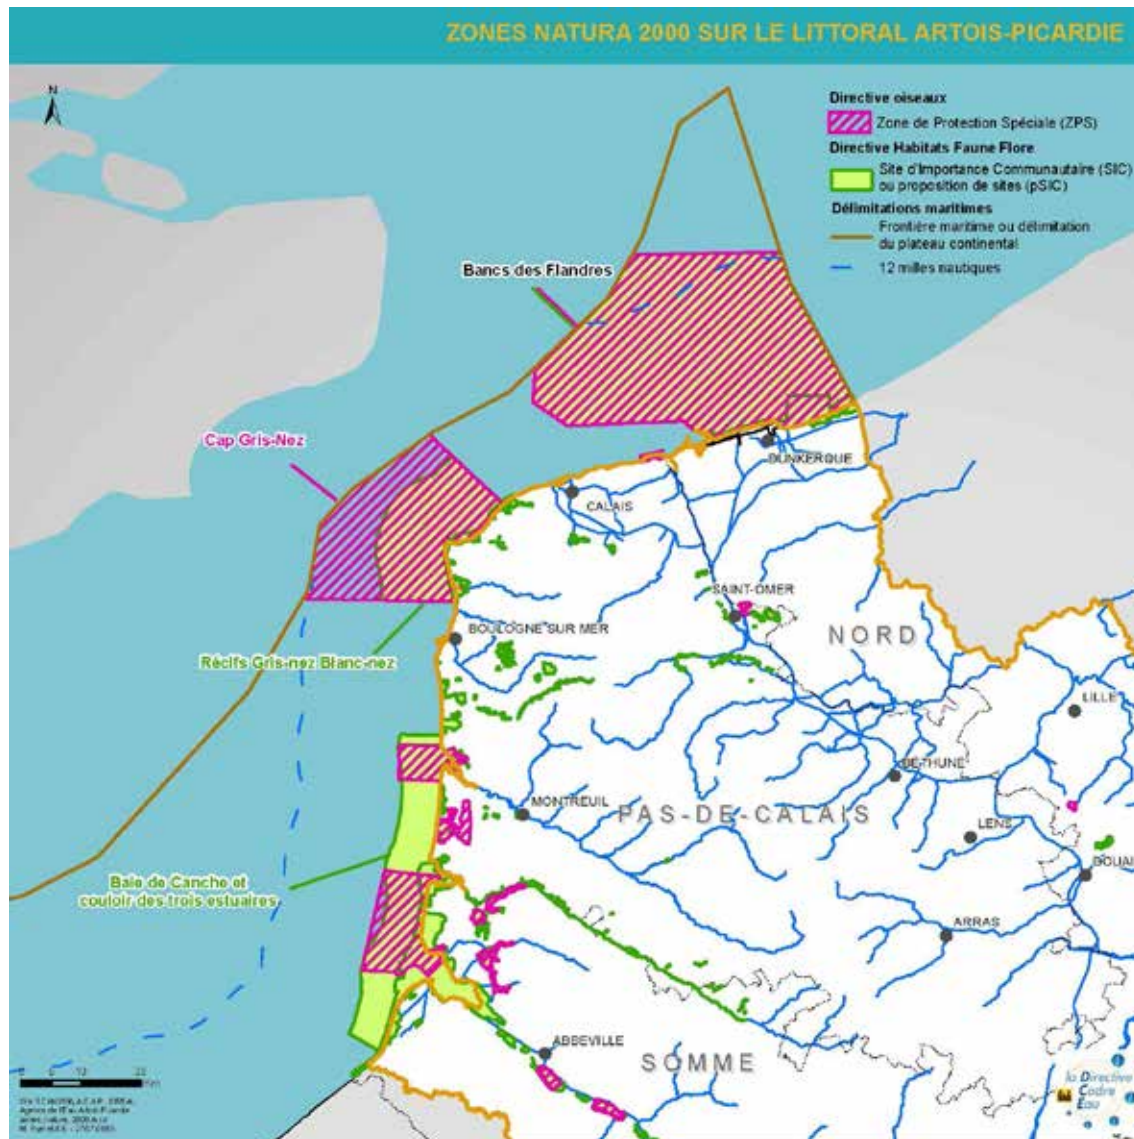 ZONES NATURA 2000 SUR LE LITTORAL ARTOIS-PICARDIE
N
Directive oiseaux
Zone de Protection Spéciale (ZPS)
Directive Habitats Faune Flore
Site d'Importance Communautaire (SIC)
ou proposition de sites (pSIC)
Délimitations maritimes
Frontière maritime ou délimitation
du plateau continental
12 milles nautiques
Bancs des Flandres
Cap Gris-Nez
DUNKERQUE
CALAIS
SAINT-OMER
BOULOGNE SUR MER
NORD
Récifs Gris-nez Blanc-nez
LILLE
BETHUNE
MONTREUIL
PAS-DE-CALAIS
LENS
DOUAI
Baie de Canche et
couloir des trois estuaires
ARRAS
ABBEVILLE
SOMME
la Directive
Cadre
Eau